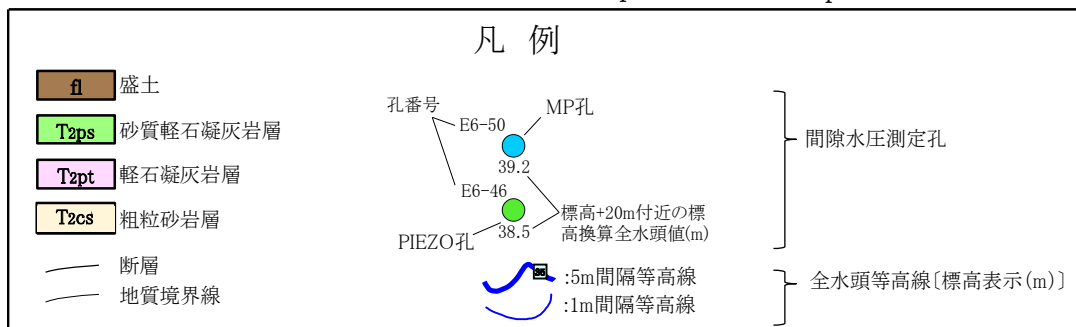 凡 例
fl 盛土
T2ps 砂質軽石凝灰岩層
T2pt 軽石凝灰岩層
T2cs 粗粒砂岩層
断層
地質境界線
孔番号
E6-50
MP孔
39.2
E6-46
38.5
PIEZO孔
標高+20m付近の標
高換算全水頭値(m)
間隙水圧測定孔
:5m間隔等高線
:1m間隔等高線
全水頭等高線〔標高表示(m)〕